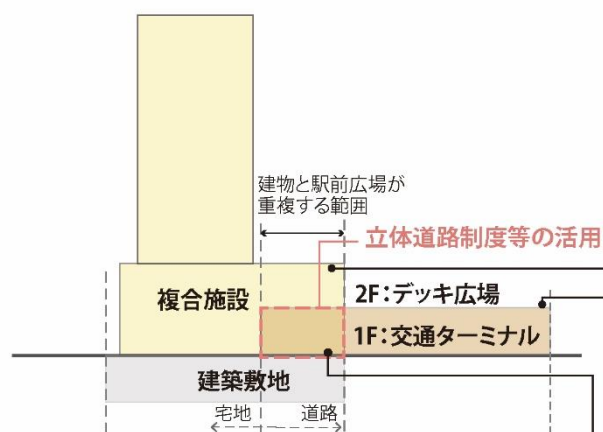 建物と駅前広場が
重複する範囲
立体道路制度等の活用
複合施設
2F:デッキ広場
1F:交通ターミナル
建築敷地
宅地
道路